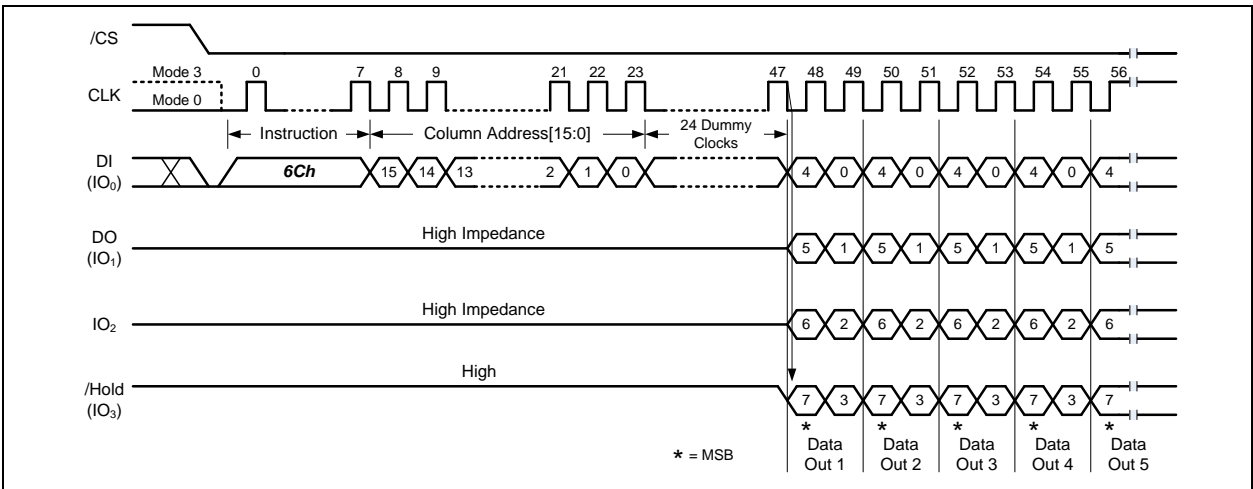 /CS
Mode 3 0 7 8 9 21 22 23 47 48 49 50 51 52 53 54 55 56
CLK
Mode 0
Instruction Column Address[15:0] 24 Dummy
Clocks
DI
(IO₀)
6Ch 15 14 13 2 1 0 4 0 4 0 4 0 4 0 4
High Impedance
DO
(IO₁)
5 1 5 1 5 1 5 1 5
High Impedance
IO₂ 6 2 6 2 6 2 6 2 6
High
/Hold
(IO₃)
7 3 7 3 7 3 7 3 7
* * * * *
* = MSB
Data
Out 1
Data
Out 2
Data
Out 3
Data
Out 4
Data
Out 5